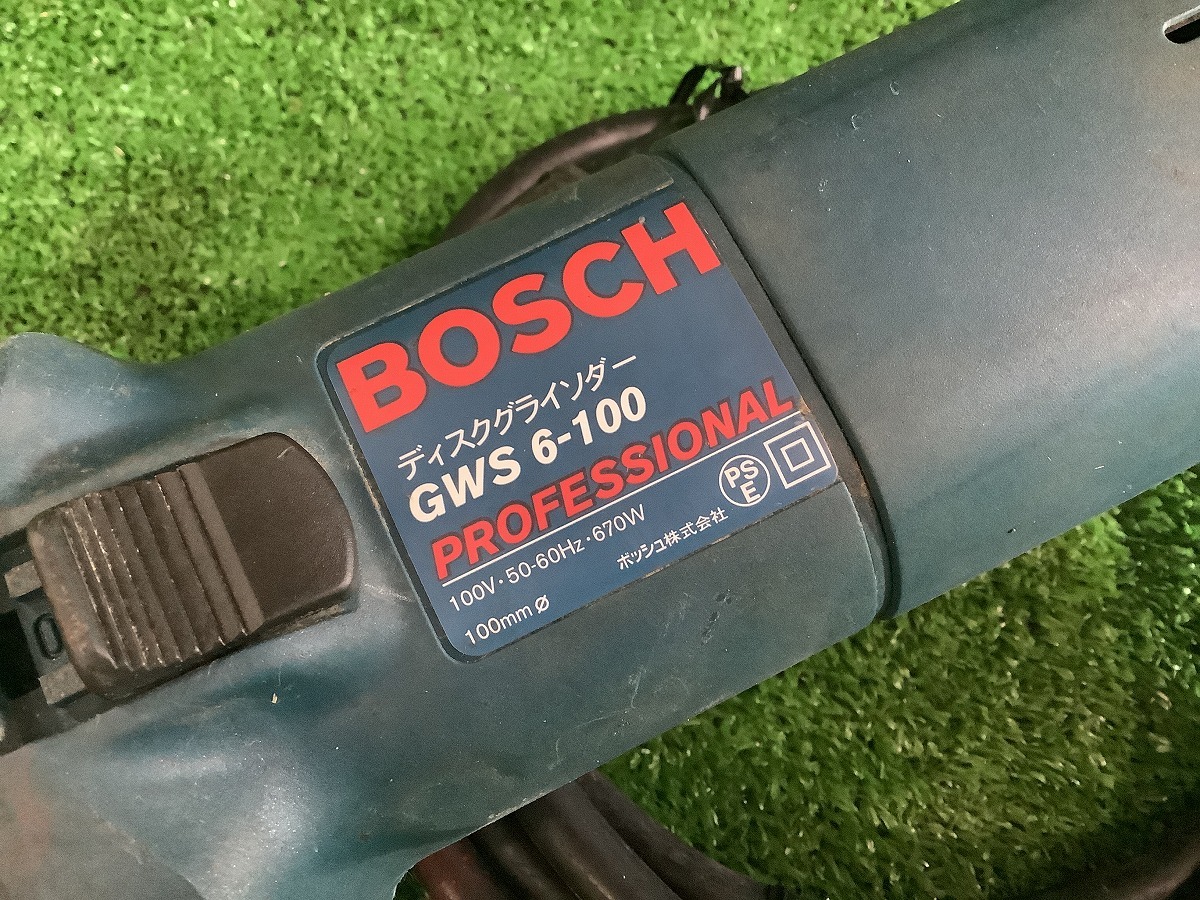 BOSCH
ディスクグラインダー
GWS 6-100
PROFESSIONAL
100V・50-60Hz・670W
100mm Ø
ボッシュ株式会社
PS
E
0